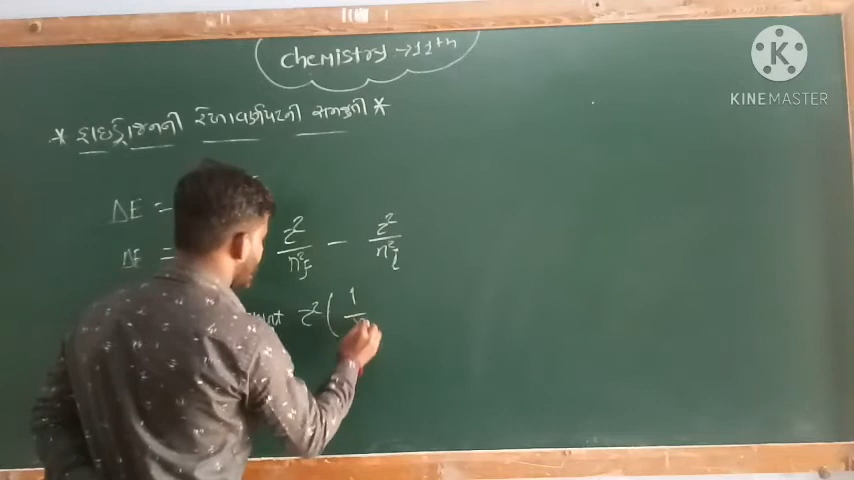 Chemistry → 11th
K
KINEMASTER
* હાઇડ્રોજનની રેખાવર્ણપટની સમજુતી *
ΔE =
ΔE = z²/n²f − z²/n²i
z² ( 1